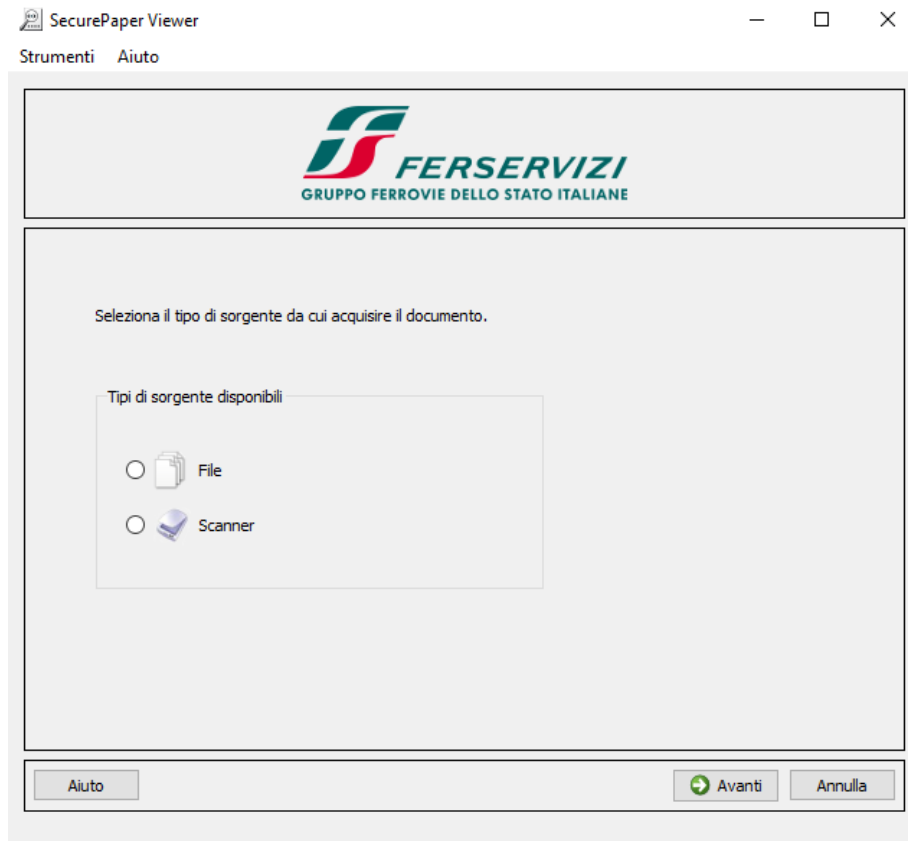 SecurePaper Viewer
Strumenti Aiuto
FERSERVIZI
GRUPPO FERROVIE DELLO STATO ITALIANE
Seleziona il tipo di sorgente da cui acquisire il documento.
Tipi di sorgente disponibili
File
Scanner
Aiuto Avanti Annulla